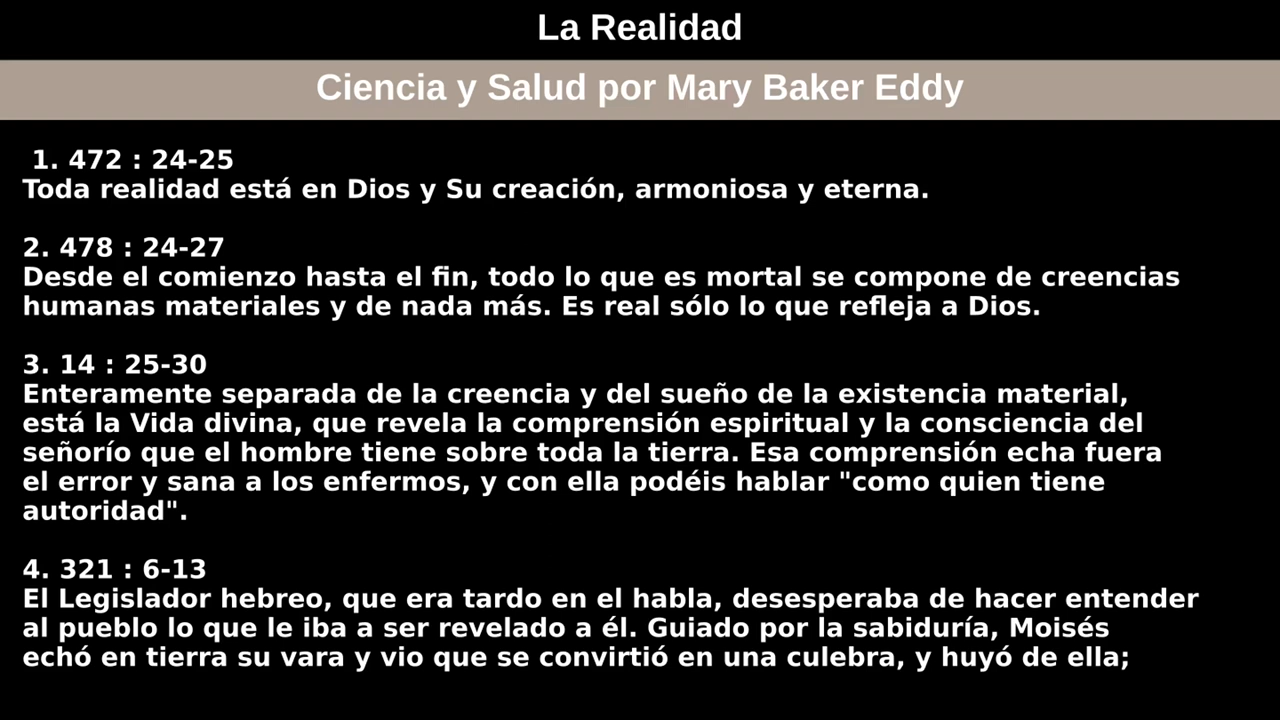 La Realidad
Ciencia y Salud por Mary Baker Eddy
1. 472 : 24-25
Toda realidad está en Dios y Su creación, armoniosa y eterna.
2. 478 : 24-27
Desde el comienzo hasta el fin, todo lo que es mortal se compone de creencias
humanas materiales y de nada más. Es real sólo lo que refleja a Dios.
3. 14 : 25-30
Enteramente separada de la creencia y del sueño de la existencia material,
está la Vida divina, que revela la comprensión espiritual y la consciencia del
señorío que el hombre tiene sobre toda la tierra. Esa comprensión echa fuera
el error y sana a los enfermos, y con ella podéis hablar "como quien tiene
autoridad".
4. 321 : 6-13
El Legislador hebreo, que era tardo en el habla, desesperaba de hacer entender
al pueblo lo que le iba a ser revelado a él. Guiado por la sabiduría, Moisés
echó en tierra su vara y vio que se convirtió en una culebra, y huyó de ella;